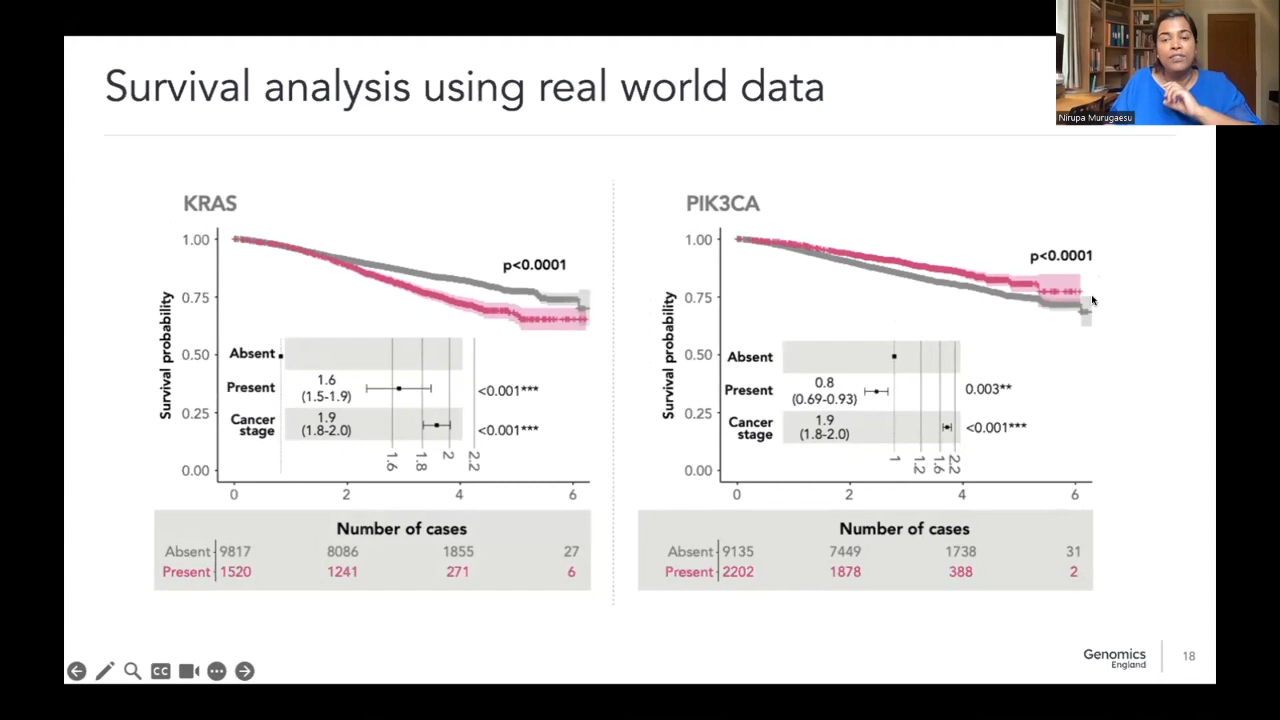 Survival analysis using real world data
Nirupa Murugaesu
KRAS
1.00
0.75
0.50
0.25
0.00
Survival probability
p<0.0001
Absent
Present
1.6
(1.5-1.9)
<0.001***
Cancer
stage
1.9
(1.8-2.0)
<0.001***
1.6
1.8
2
2.2
0
2
4
6
Number of cases
Absent 9817 8086 1855 27
Present 1520 1241 271 6
PIK3CA
1.00
0.75
0.50
0.25
0.00
Survival probability
p<0.0001
Absent
Present
0.8
(0.69-0.93)
0.003**
Cancer
stage
1.9
(1.8-2.0)
<0.001***
1
1.2
1.6
2.2
0
2
4
6
Number of cases
Absent 9135 7449 1738 31
Present 2202 1878 388 2
CC
Genomics
England
18